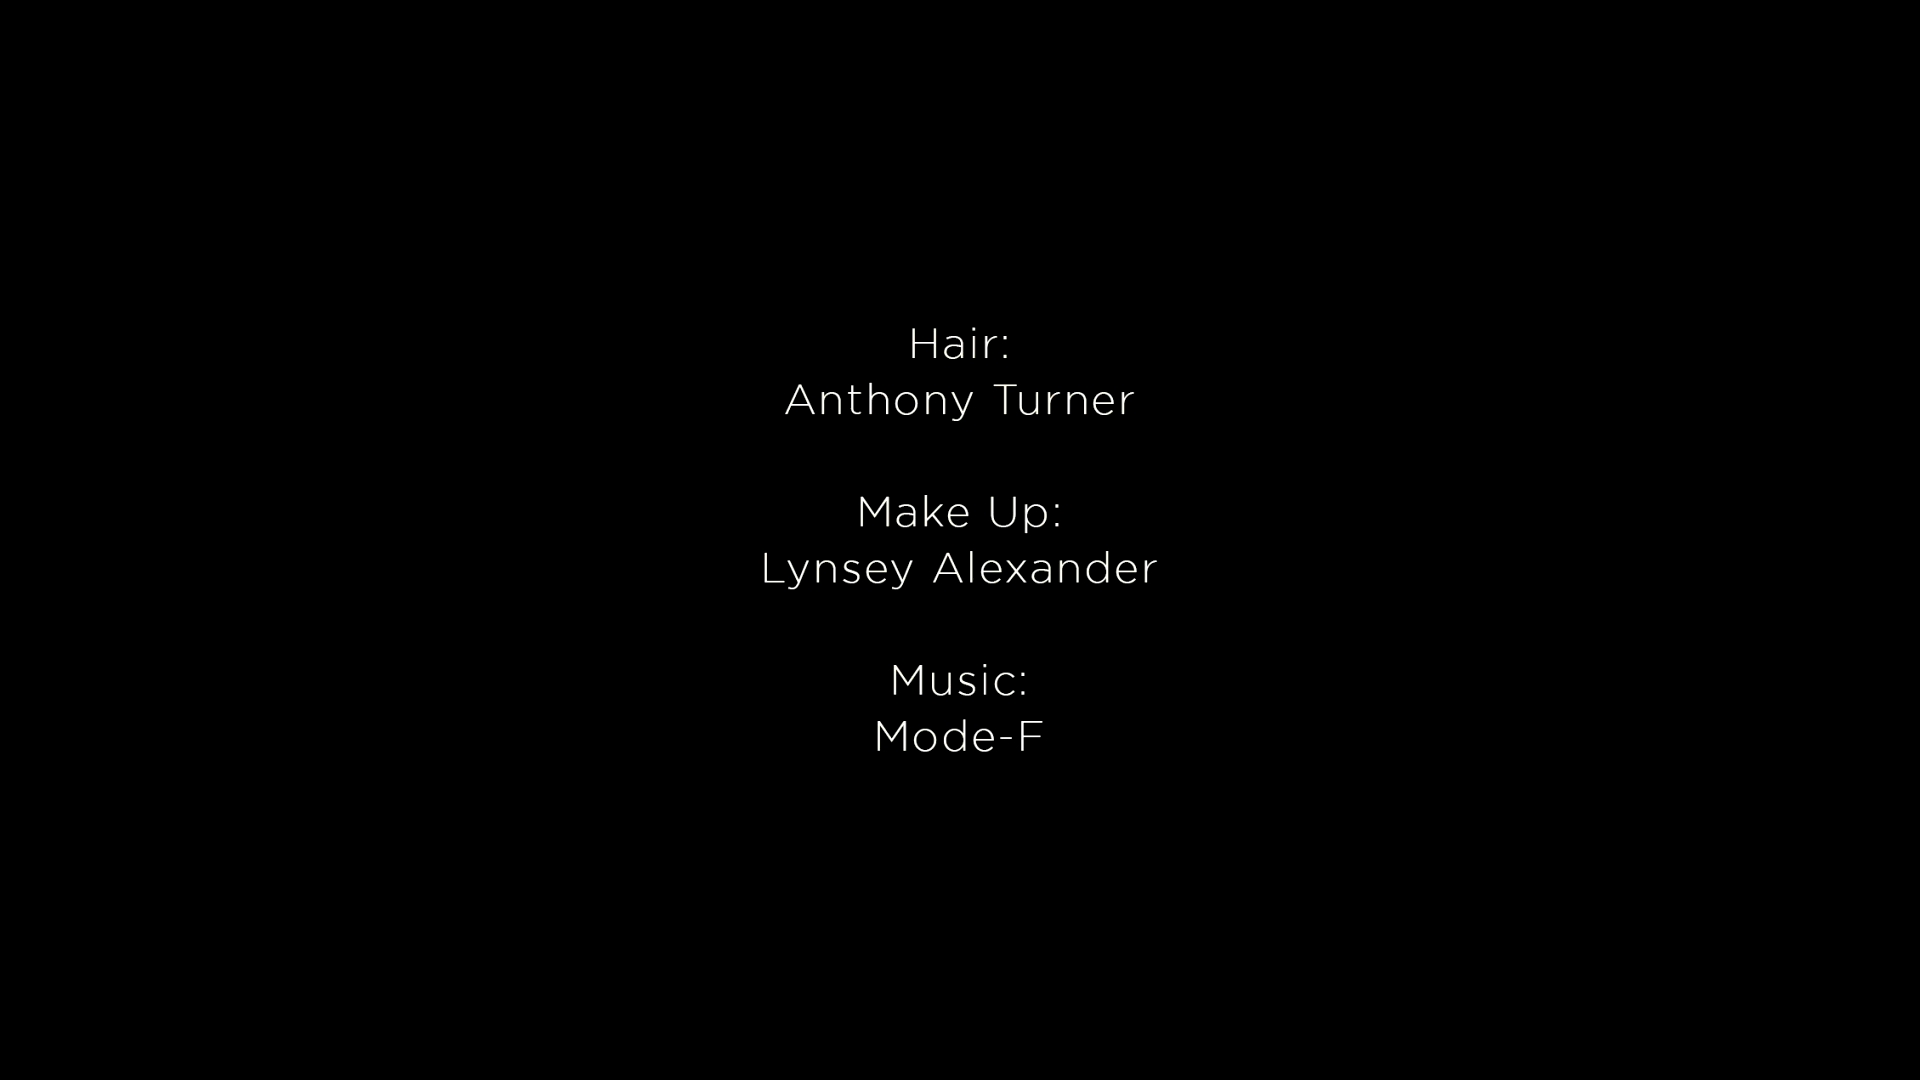 Hair:
Anthony Turner
Make Up:
Lynsey Alexander
Music:
Mode-F